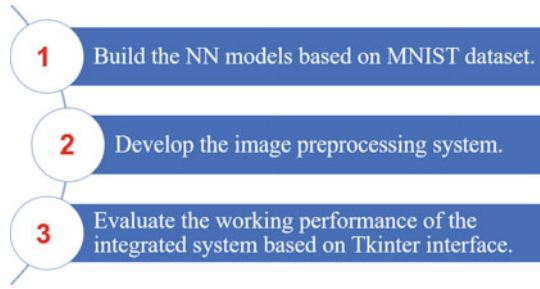 1 Build the NN models based on MNIST dataset.
2 Develop the image preprocessing system.
3 Evaluate the working performance of the
integrated system based on Tkinter interface.